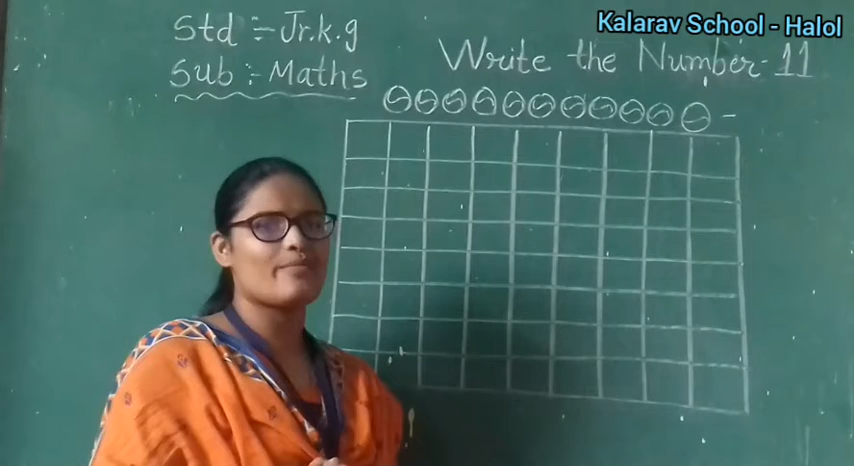 Kalarav School - Halol
Std :- Jr.k.g
Sub :- Maths
Write the Number - 11